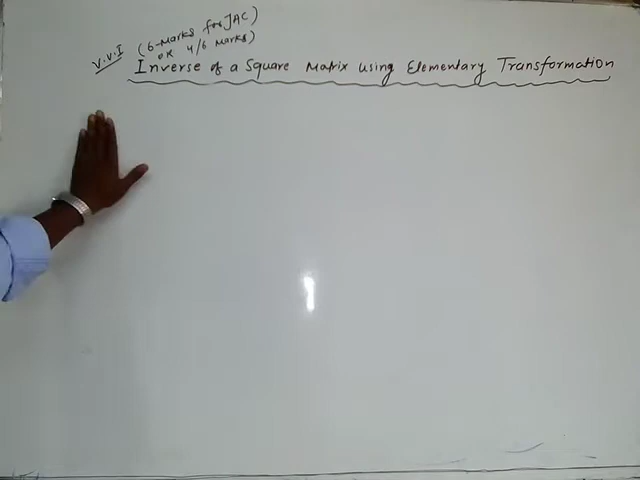 (6-Marks for JAC)
V.V.I or 4/6 Marks)
Inverse of a Square Matrix using Elementary Transformation